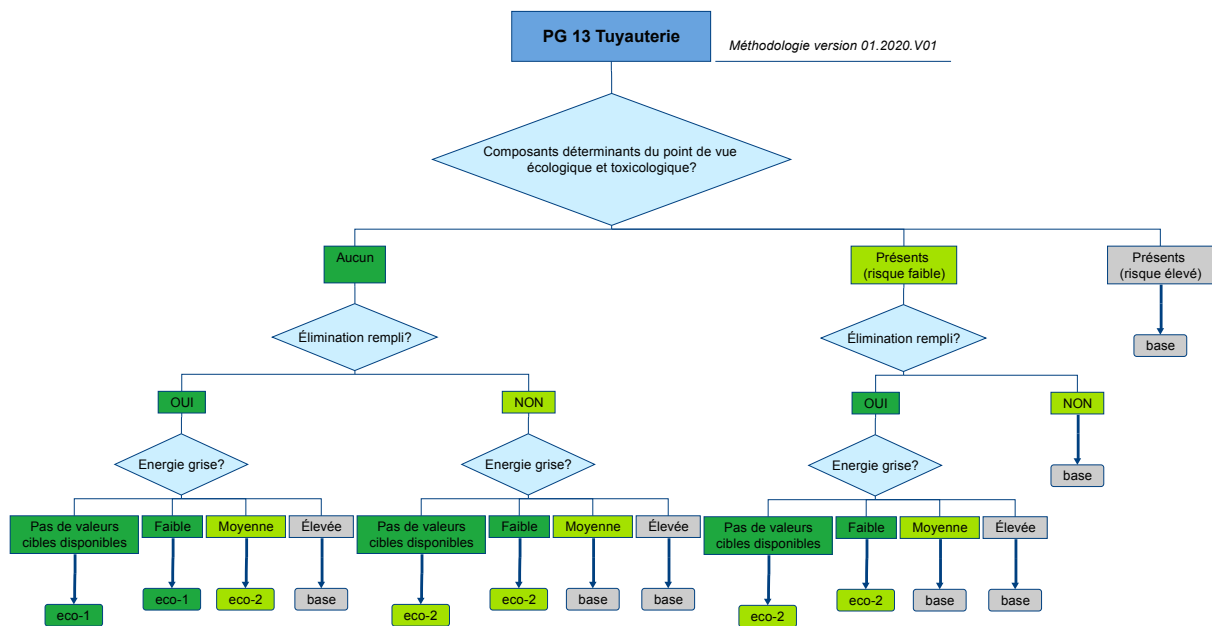 PG 13 Tuyauterie
Méthodologie version 01.2020.V01
Composants déterminants du point de vue
écologique et toxicologique?
Aucun
Présents
(risque faible)
Présents
(risque élevé)
Élimination rempli?
Élimination rempli?
base
OUI
NON
OUI
NON
Energie grise?
Energie grise?
Energie grise?
base
Pas de valeurs
cibles disponibles
Faible
Moyenne
Élevée
Pas de valeurs
cibles disponibles
Faible
Moyenne
Élevée
Pas de valeurs
cibles disponibles
Faible
Moyenne
Élevée
eco-1
eco-1
eco-2
base
eco-2
eco-2
base
base
eco-2
eco-2
base
base